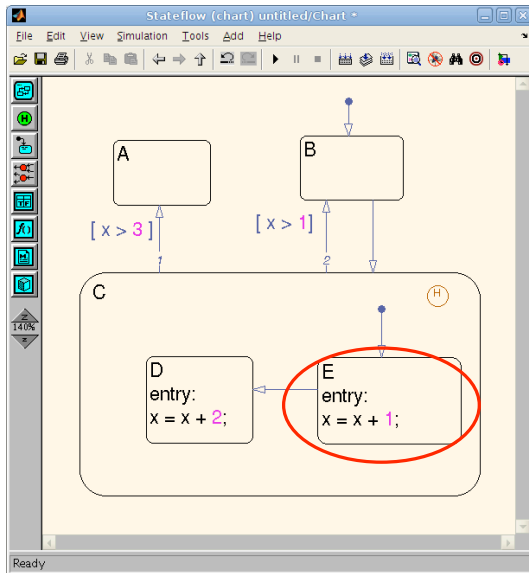 Stateflow (chart) untitled/Chart *
File Edit View Simulation Tools Add Help
A
B
[ x > 3 ]
[ x > 1]
1
2
C
H
D
entry:
x = x + 2;
E
entry:
x = x + 1;
H
f()
H
Z
140%
Z
Ready